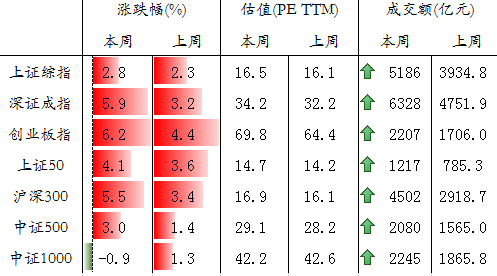 涨跌幅(%) 估值(PE TTM) 成交额(亿元)
本周 上周 本周 上周 本周 上周
上证综指 2.8 2.3 16.5 16.1 5186 3934.8
深证成指 5.9 3.2 34.2 32.2 6328 4751.9
创业板指 6.2 4.4 69.8 64.4 2207 1706.0
上证50 4.1 3.6 14.7 14.2 1217 785.3
沪深300 5.5 3.4 16.9 16.1 4502 2918.7
中证500 3.0 1.4 29.1 28.2 2080 1565.0
中证1000 -0.9 1.3 42.2 42.6 2245 1865.8